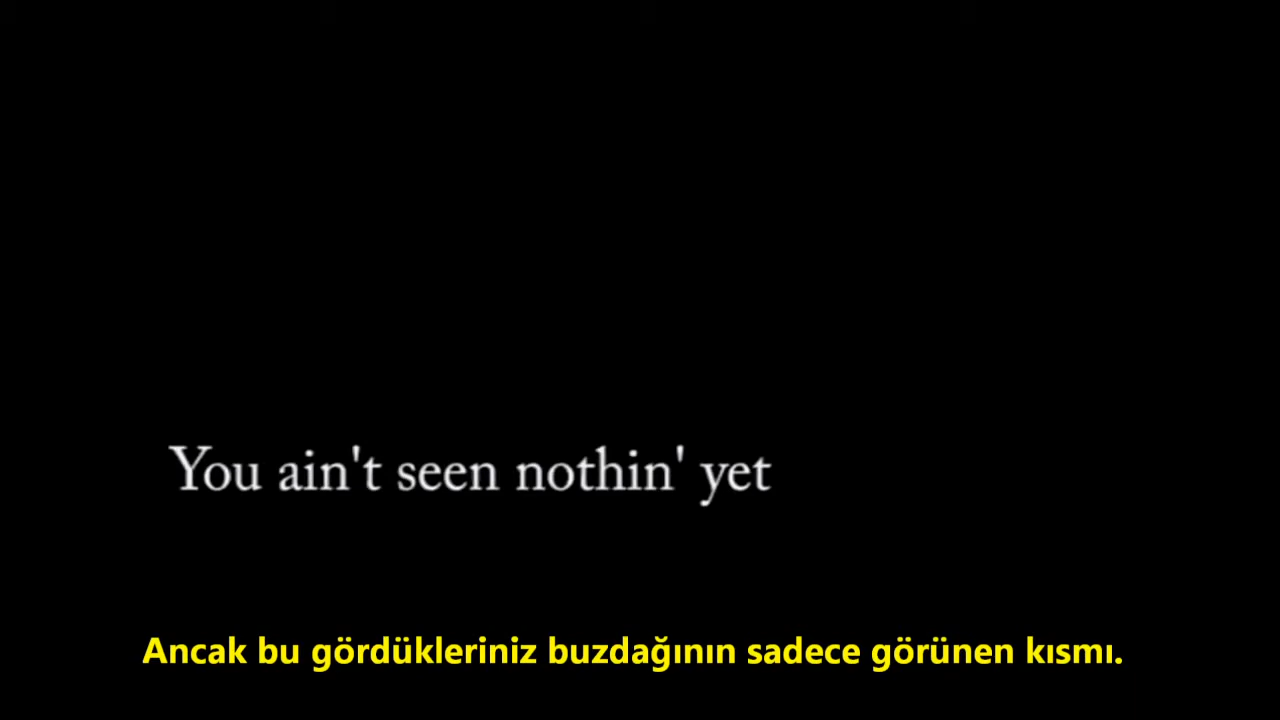 You ain't seen nothin' yet
Ancak bu gördükleriniz buzdağının sadece görünen kısmı.